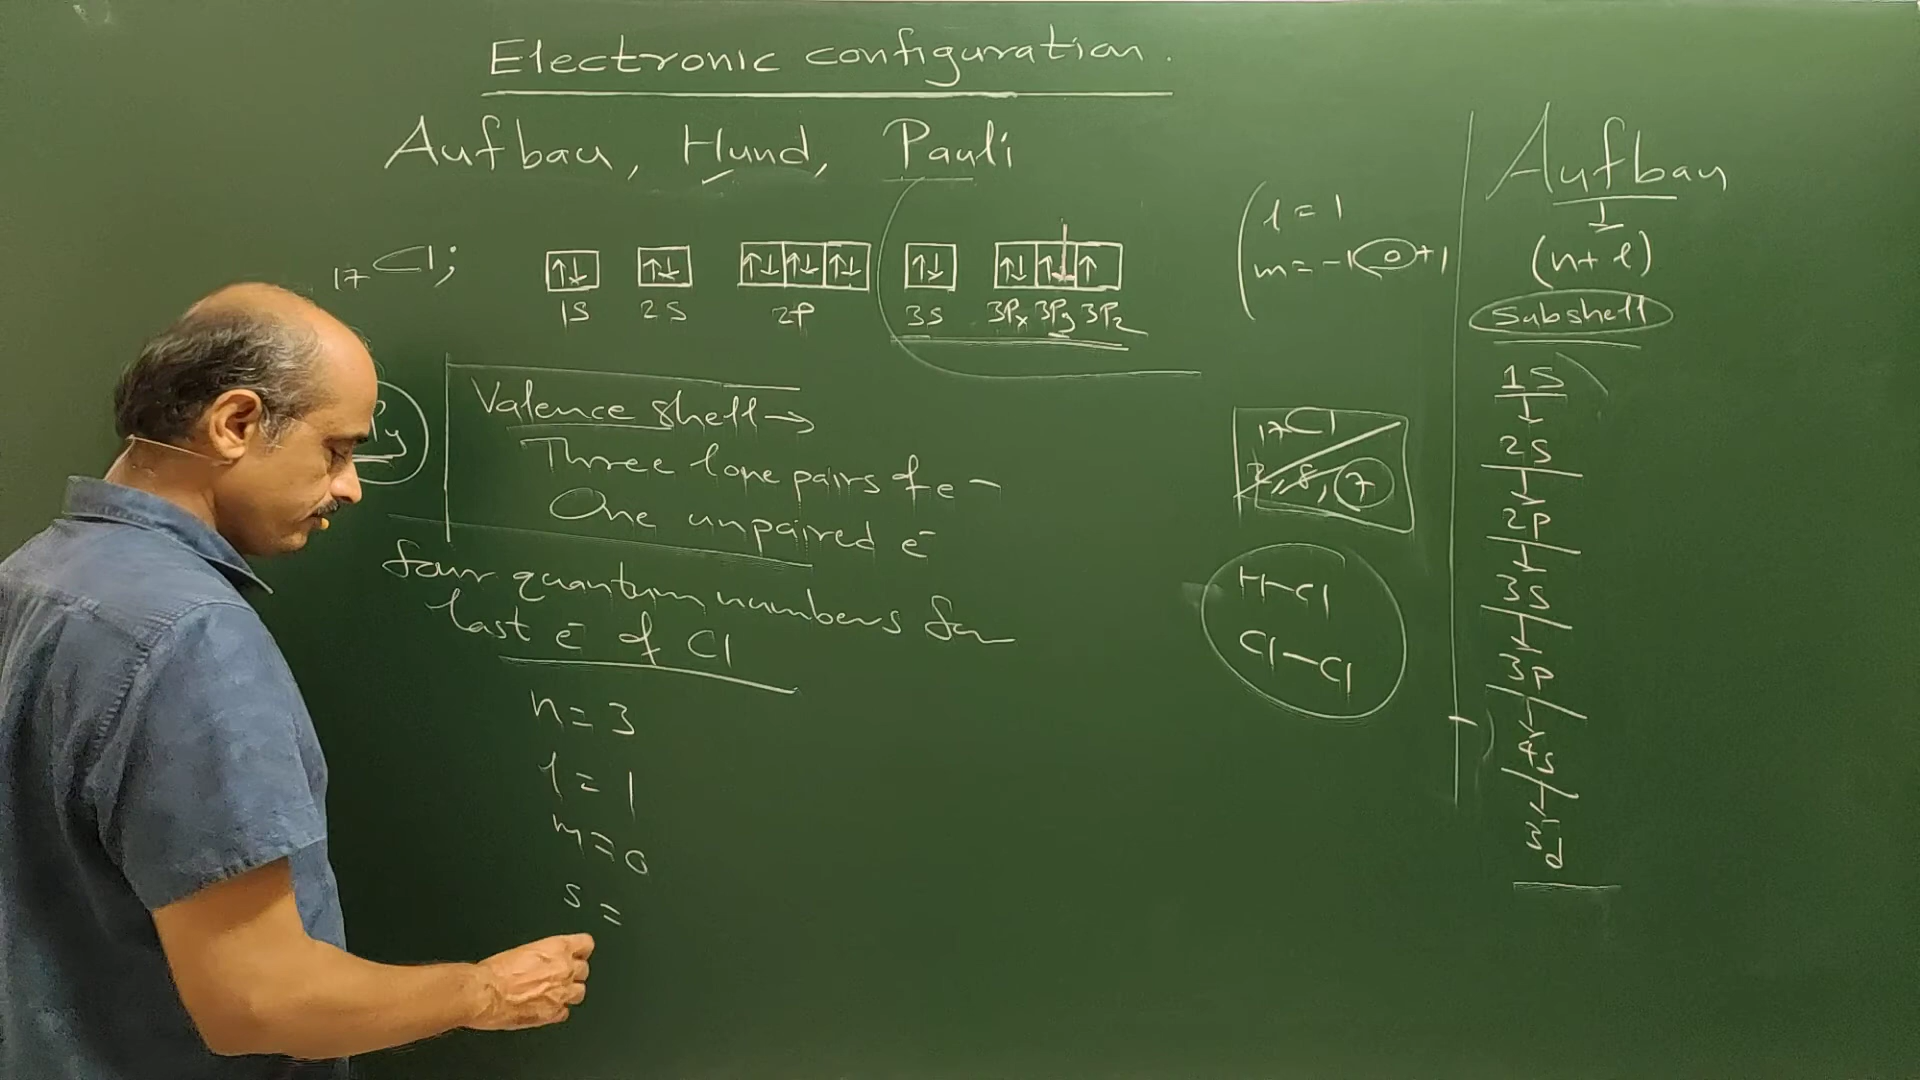 Electronic configuration.
Aufbau, Hund, Pauli
17Cl;
↑↓ ↑↓ ↑↓ ↑↓ ↑↓ ↑↓ ↑↓ ↑↓ ↑
1S 2S 2P 3S 3Px 3Py 3Pz
y
Valence shell →
Three lone pairs of e-
One unpaired e-
four quantum numbers for
last e- of Cl
n = 3
l = 1
m = 0
s =
l = 1
m = -1 0 +1
17Cl
2, 8, 7
H-Cl
Cl-Cl
Aufbau
↓
(n+l)
Subshell
1S
2S
2P
3S
3P
4S
3d